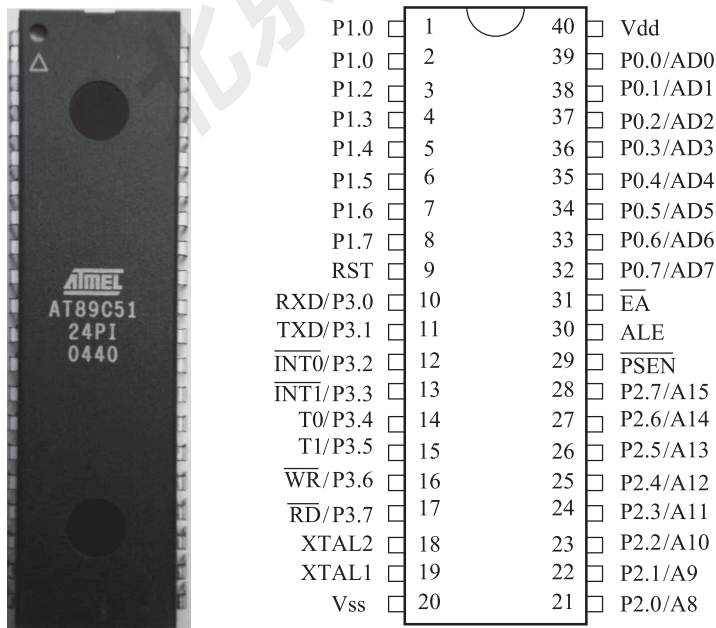 北京
ATMEL
AT89C51
24PI
0440
P1.0 1 40 Vdd
P1.0 2 39 P0.0/AD0
P1.2 3 38 P0.1/AD1
P1.3 4 37 P0.2/AD2
P1.4 5 36 P0.3/AD3
P1.5 6 35 P0.4/AD4
P1.6 7 34 P0.5/AD5
P1.7 8 33 P0.6/AD6
RST 9 32 P0.7/AD7
RXD/P3.0 10 31 E̅A̅
TXD/P3.1 11 30 ALE
I̅N̅T̅0̅/P3.2 12 29 P̅S̅E̅N̅
I̅N̅T̅1̅/P3.3 13 28 P2.7/A15
T0/P3.4 14 27 P2.6/A14
T1/P3.5 15 26 P2.5/A13
W̅R̅/P3.6 16 25 P2.4/A12
R̅D̅/P3.7 17 24 P2.3/A11
XTAL2 18 23 P2.2/A10
XTAL1 19 22 P2.1/A9
Vss 20 21 P2.0/A8